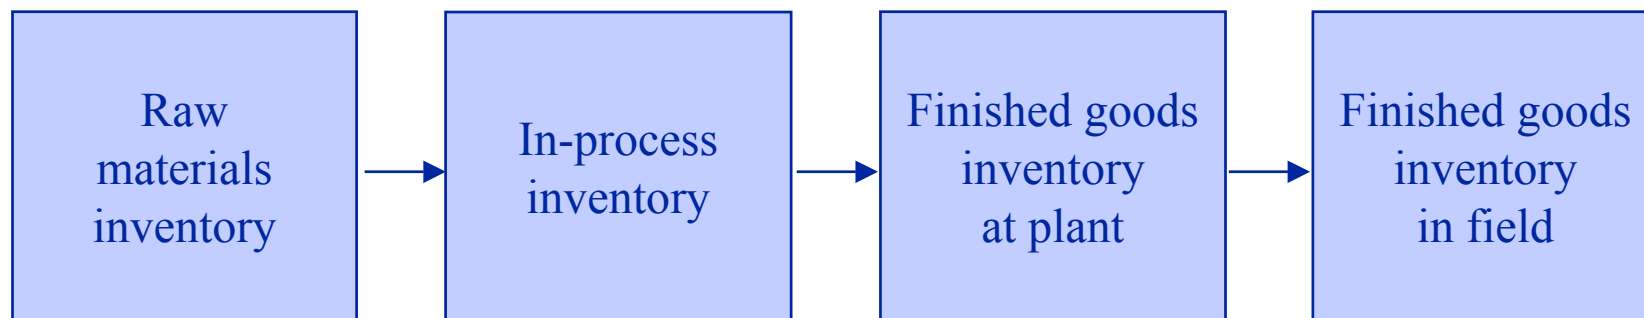 Raw
materials
inventory
In-process
inventory
Finished goods
inventory
at plant
Finished goods
inventory
in field